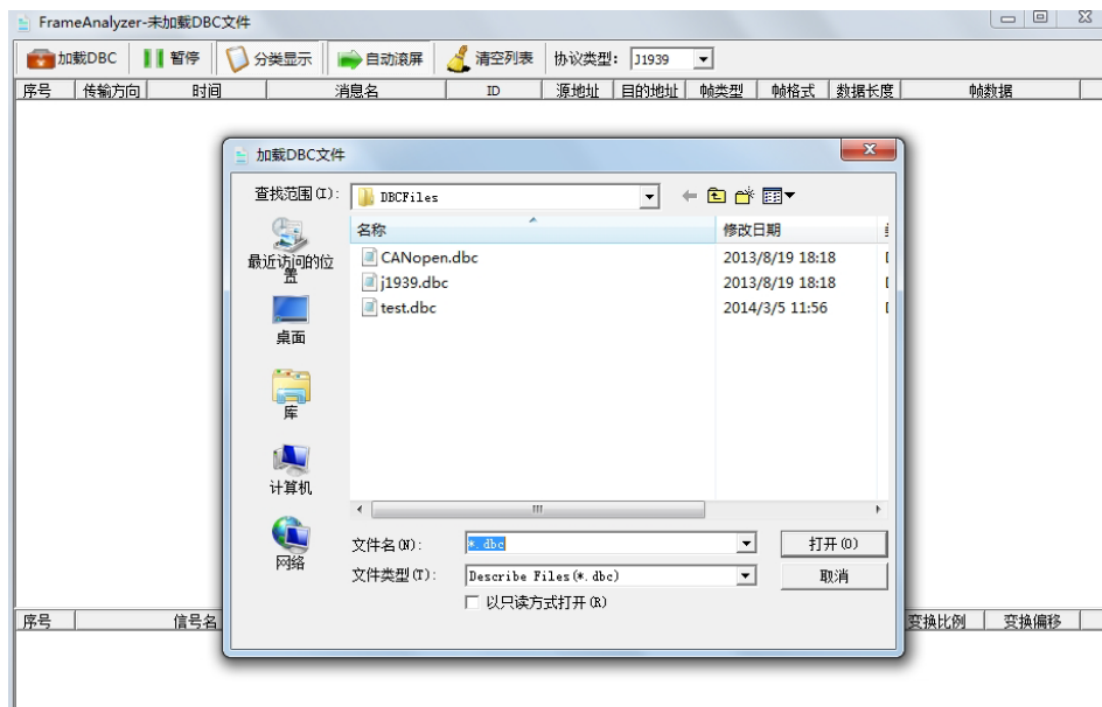 FrameAnalyzer-未加载DBC文件
加载DBC 暂停 分类显示 自动滚屏 清空列表 协议类型: J1939
序号 传输方向 时间 消息名 ID 源地址 目的地址 帧类型 帧格式 数据长度 帧数据
加载DBC文件
查找范围(I): DBCFiles
名称 修改日期
最近访问的位置
CANopen.dbc 2013/8/19 18:18
j1939.dbc 2013/8/19 18:18
test.dbc 2014/3/5 11:56
桌面
库
计算机
网络
文件名(N): *.dbc 打开(O)
文件类型(T): Describe Files(*.dbc) 取消
以只读方式打开(R)
序号 信号名 变换比例 变换偏移